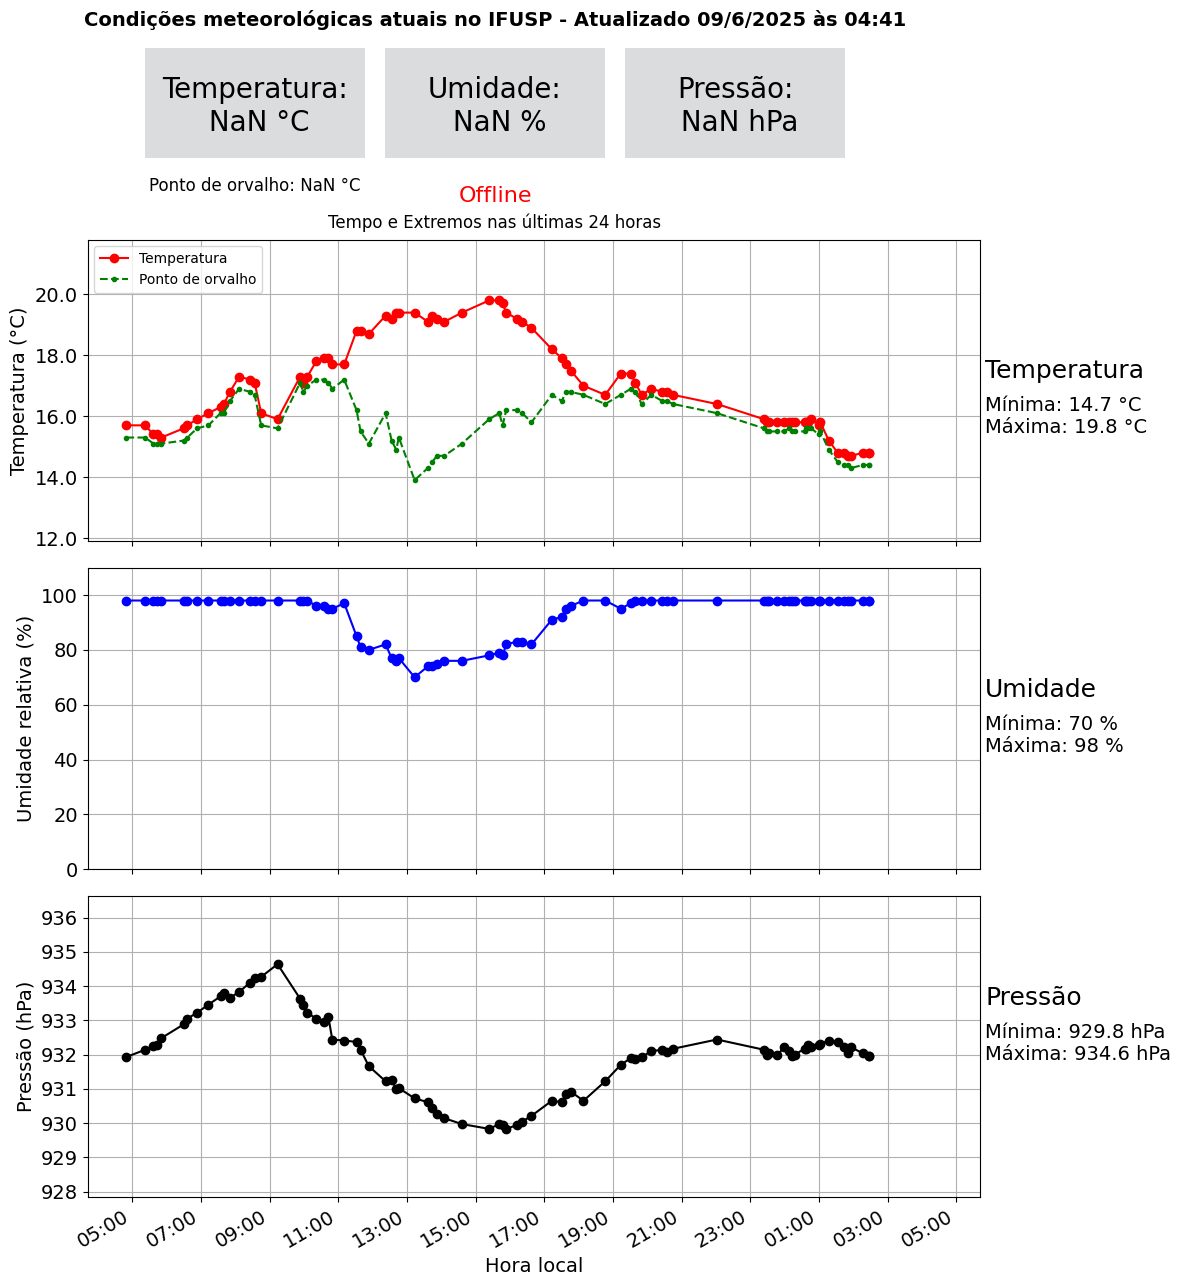 Condições meteorológicas atuais no IFUSP - Atualizado 09/6/2025 às 04:41
Temperatura:
NaN °C
Umidade:
NaN %
Pressão:
NaN hPa
Ponto de orvalho: NaN °C
Offline
Tempo e Extremos nas últimas 24 horas
Temperatura
Ponto de orvalho
Temperatura (°C)
20.0
18.0
16.0
14.0
12.0
Temperatura
Mínima: 14.7 °C
Máxima: 19.8 °C
Umidade relativa (%)
100
80
60
40
20
0
Umidade
Mínima: 70 %
Máxima: 98 %
Pressão (hPa)
936
935
934
933
932
931
930
929
928
Pressão
Mínima: 929.8 hPa
Máxima: 934.6 hPa
05:00 07:00 09:00 11:00 13:00 15:00 17:00 19:00 21:00 23:00 01:00 03:00 05:00
Hora local